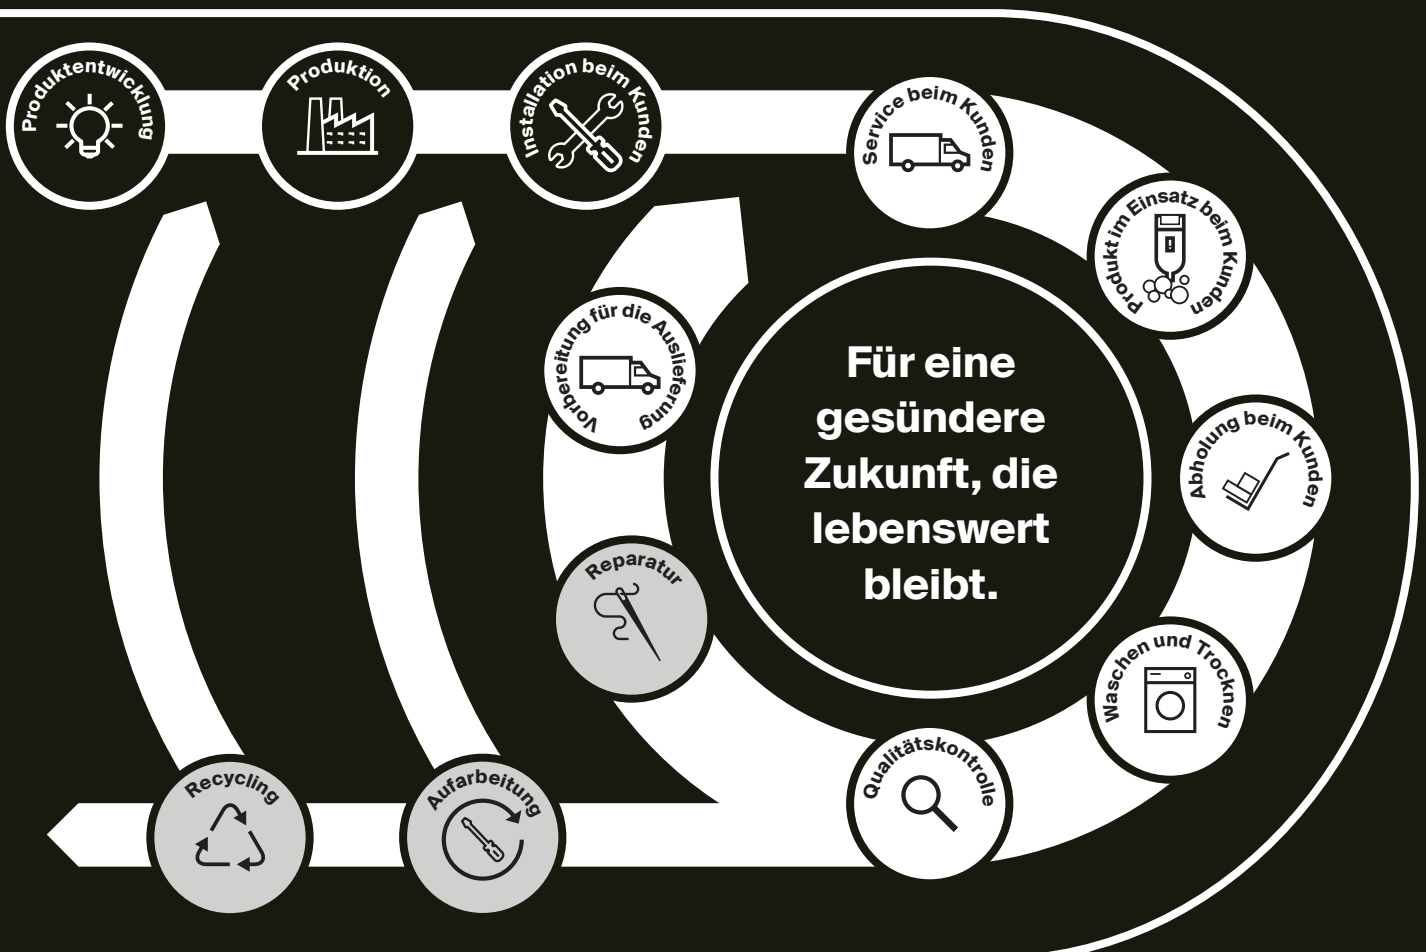 Produktentwicklung
Produktion
Installation beim Kunden
Service beim Kunden
Produkt im Einsatz beim Kunden
Abholung beim Kunden
Waschen und Trocknen
Qualitätskontrolle
Reparatur
Vorbereitung für die Auslieferung
Aufarbeitung
Recycling
Für eine
gesündere
Zukunft, die
lebenswert
bleibt.